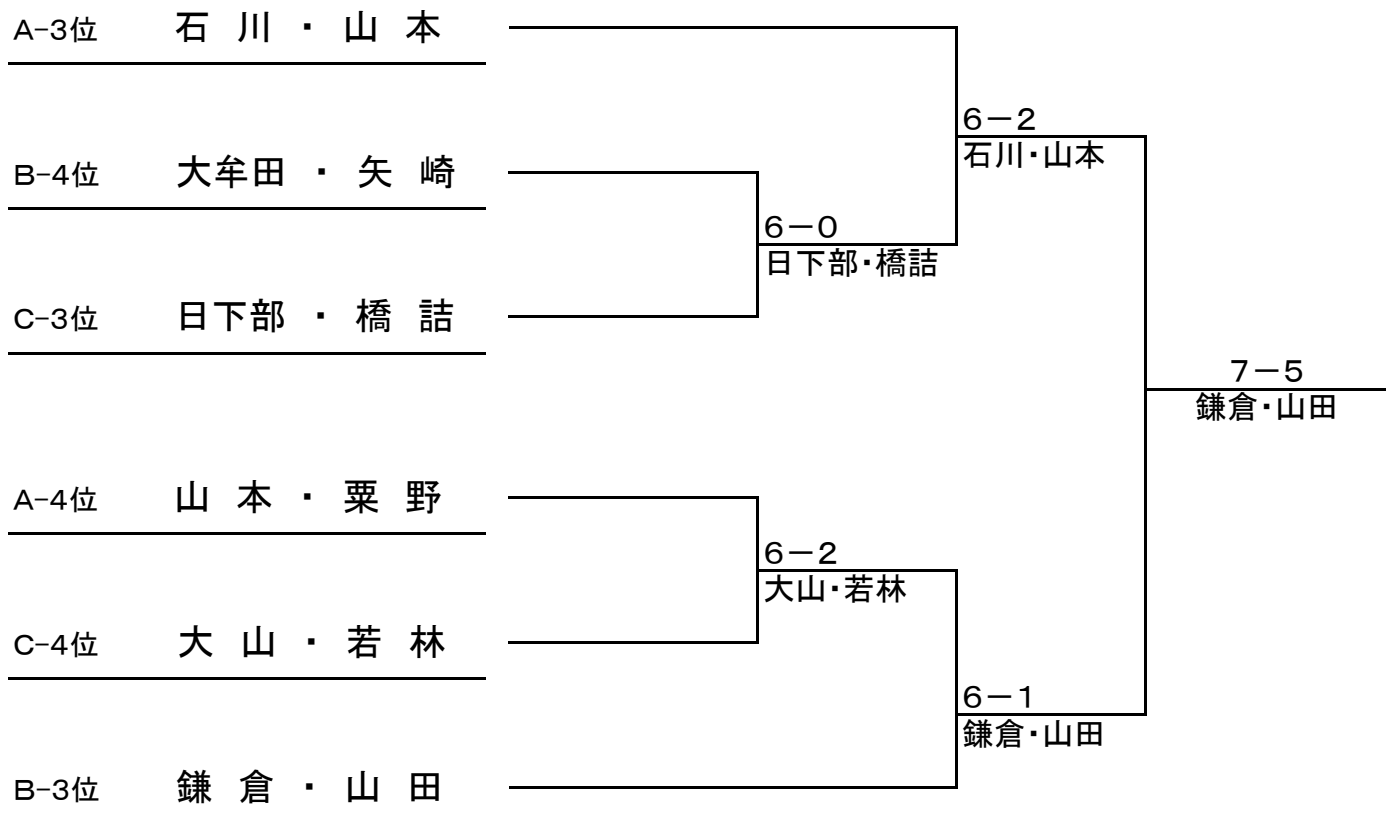 A-3位 石 川 ・ 山 本
6-2
石川・山本
B-4位 大牟田 ・ 矢 崎
6-0
日下部・橋詰
C-3位 日下部 ・ 橋 詰
7-5
鎌倉・山田
A-4位 山 本 ・ 粟 野
6-2
大山・若林
C-4位 大 山 ・ 若 林
6-1
鎌倉・山田
B-3位 鎌 倉 ・ 山 田